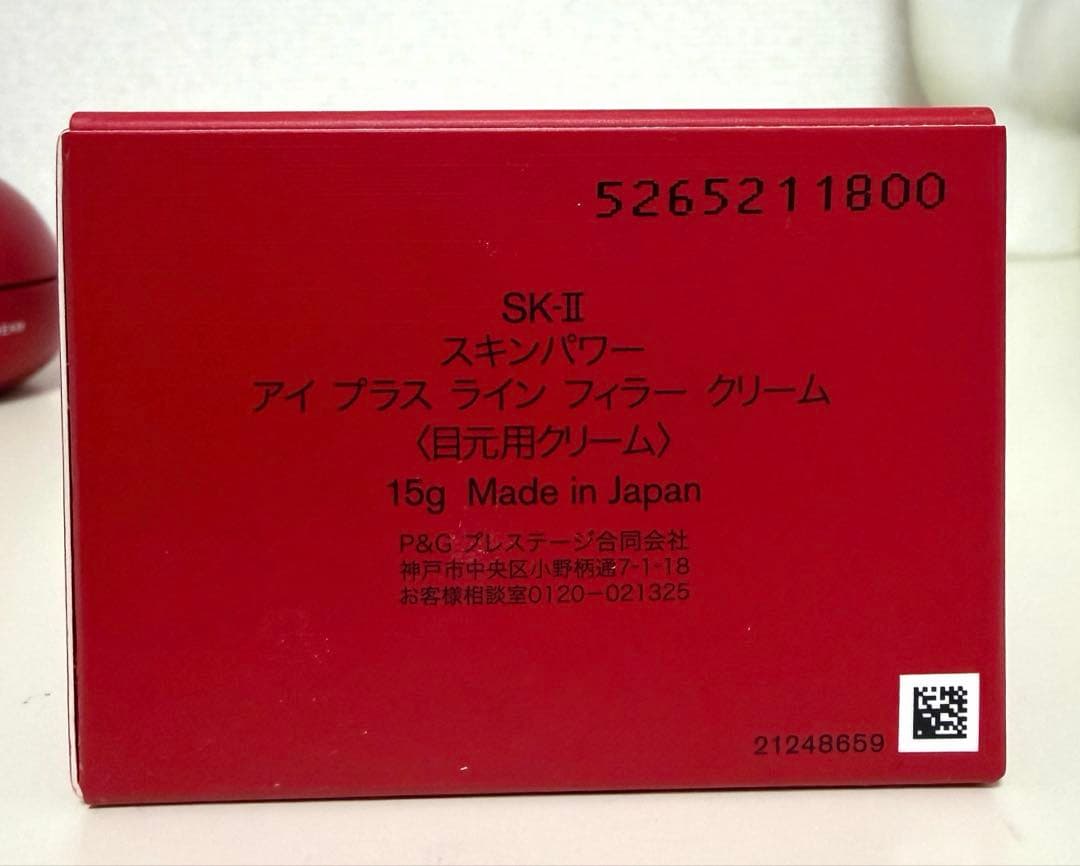 5265211800
SK-Ⅱ
スキンパワー
アイ プラス ライン フィラー クリーム
〈目元用クリーム〉
15g Made in Japan
P&G プレステージ合同会社
神戸市中央区小野柄通7-1-18
お客様相談室0120-021325
21248659